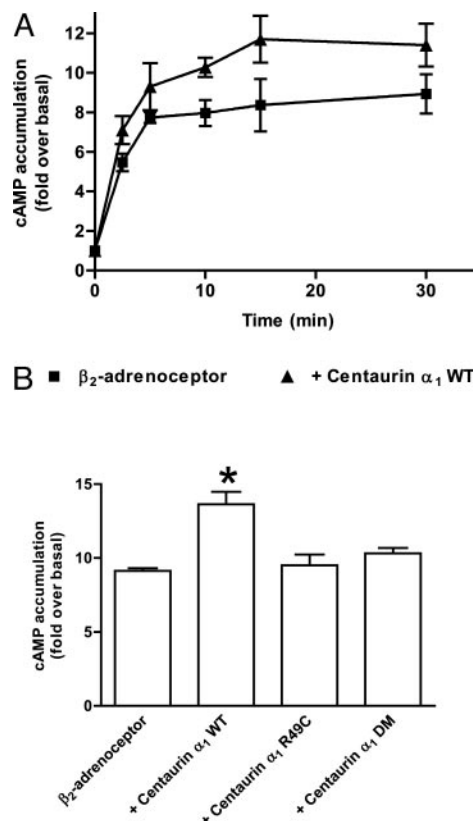 A
cAMP accumulation
(fold over basal)
12
10
8
6
4
2
0
0
10
20
30
Time (min)
B
■ β₂-adrenoceptor ▲ + Centaurin α₁ WT
cAMP accumulation
(fold over basal)
15
10
5
0
*
β₂-adrenoceptor
+ Centaurin α₁ WT
+ Centaurin α₁ R49C
+ Centaurin α₁ DM